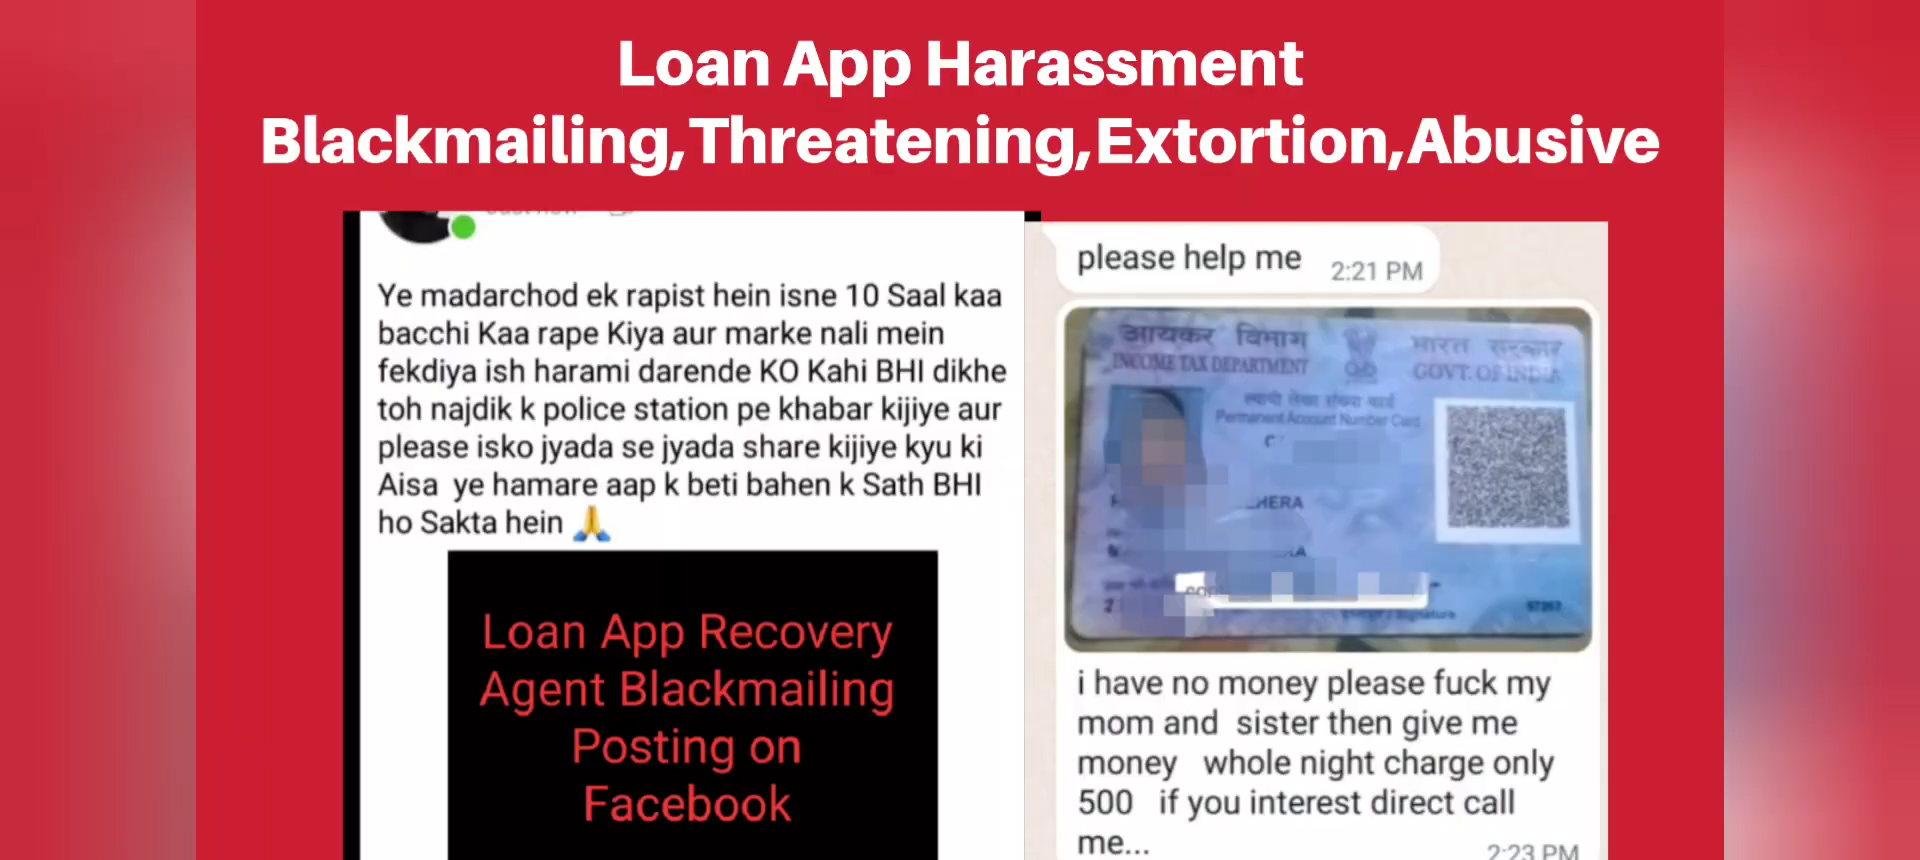 Loan App Harassment
Blackmailing,Threatening,Extortion,Abusive
Ye madarchod ek rapist hein isne 10 Saal kaa
bacchi Kaa rape Kiya aur marke nali mein
fekdiya ish harami darende KO Kahi BHI dikhe
toh najdik k police station pe khabar kijiye aur
please isko jyada se jyada share kijiye kyu ki
Aisa ye hamare aap k beti bahen k Sath BHI
ho Sakta hein 🙏
Loan App Recovery
Agent Blackmailing
Posting on
Facebook
please help me 2:21 PM
आयकर विभाग भारत सरकार
INCOME TAX DEPARTMENT GOVT. OF INDIA
Permanent Account Number Card
i have no money please fuck my
mom and sister then give me
money whole night charge only
500 if you interest direct call
me...
2:23 PM